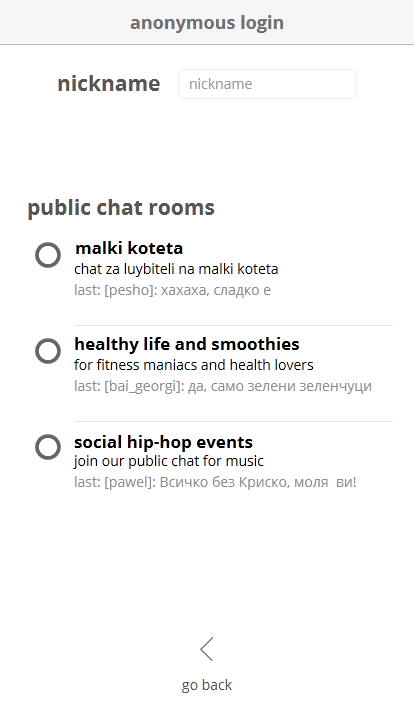 anonymous login
nickname nickname
public chat rooms
malki koteta
chat za luybiteli na malki koteta
last: [pesho]: хахаха, сладко е
healthy life and smoothies
for fitness maniacs and health lovers
last: [bai_georgi]: да, само зелени зеленчуци
social hip-hop events
join our public chat for music
last: [pawel]: Всичко без Криско, моля  ви!
go back